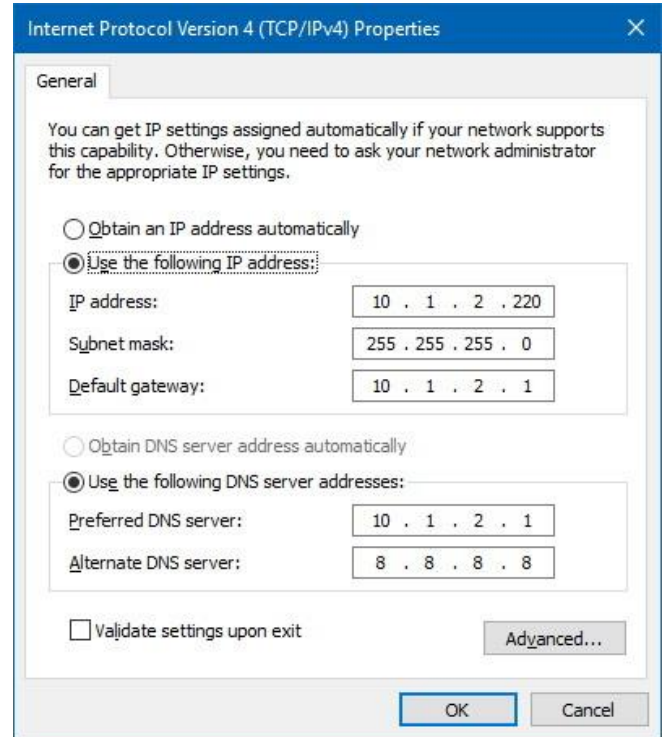 Internet Protocol Version 4 (TCP/IPv4) Properties
General
You can get IP settings assigned automatically if your network supports
this capability. Otherwise, you need to ask your network administrator
for the appropriate IP settings.
Obtain an IP address automatically
Use the following IP address:
IP address: 10 . 1 . 2 . 220
Subnet mask: 255 . 255 . 255 . 0
Default gateway: 10 . 1 . 2 . 1
Obtain DNS server address automatically
Use the following DNS server addresses:
Preferred DNS server: 10 . 1 . 2 . 1
Alternate DNS server: 8 . 8 . 8 . 8
Validate settings upon exit
Advanced...
OK Cancel